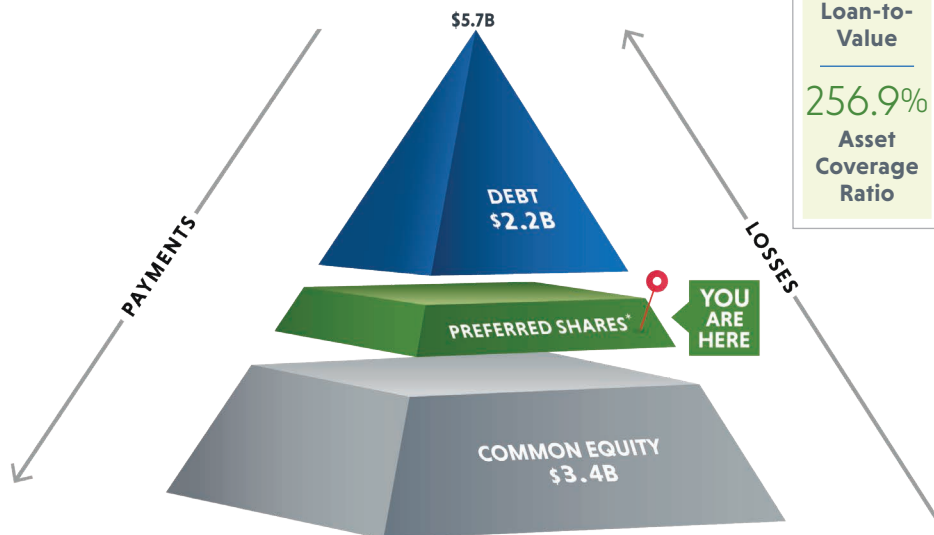 $5.7B
Loan-to-
Value
256.9%
Asset
Coverage
Ratio
DEBT
$2.2B
PAYMENTS
LOSSES
PREFERRED SHARES*
YOU
ARE
HERE
COMMON EQUITY
$3.4B